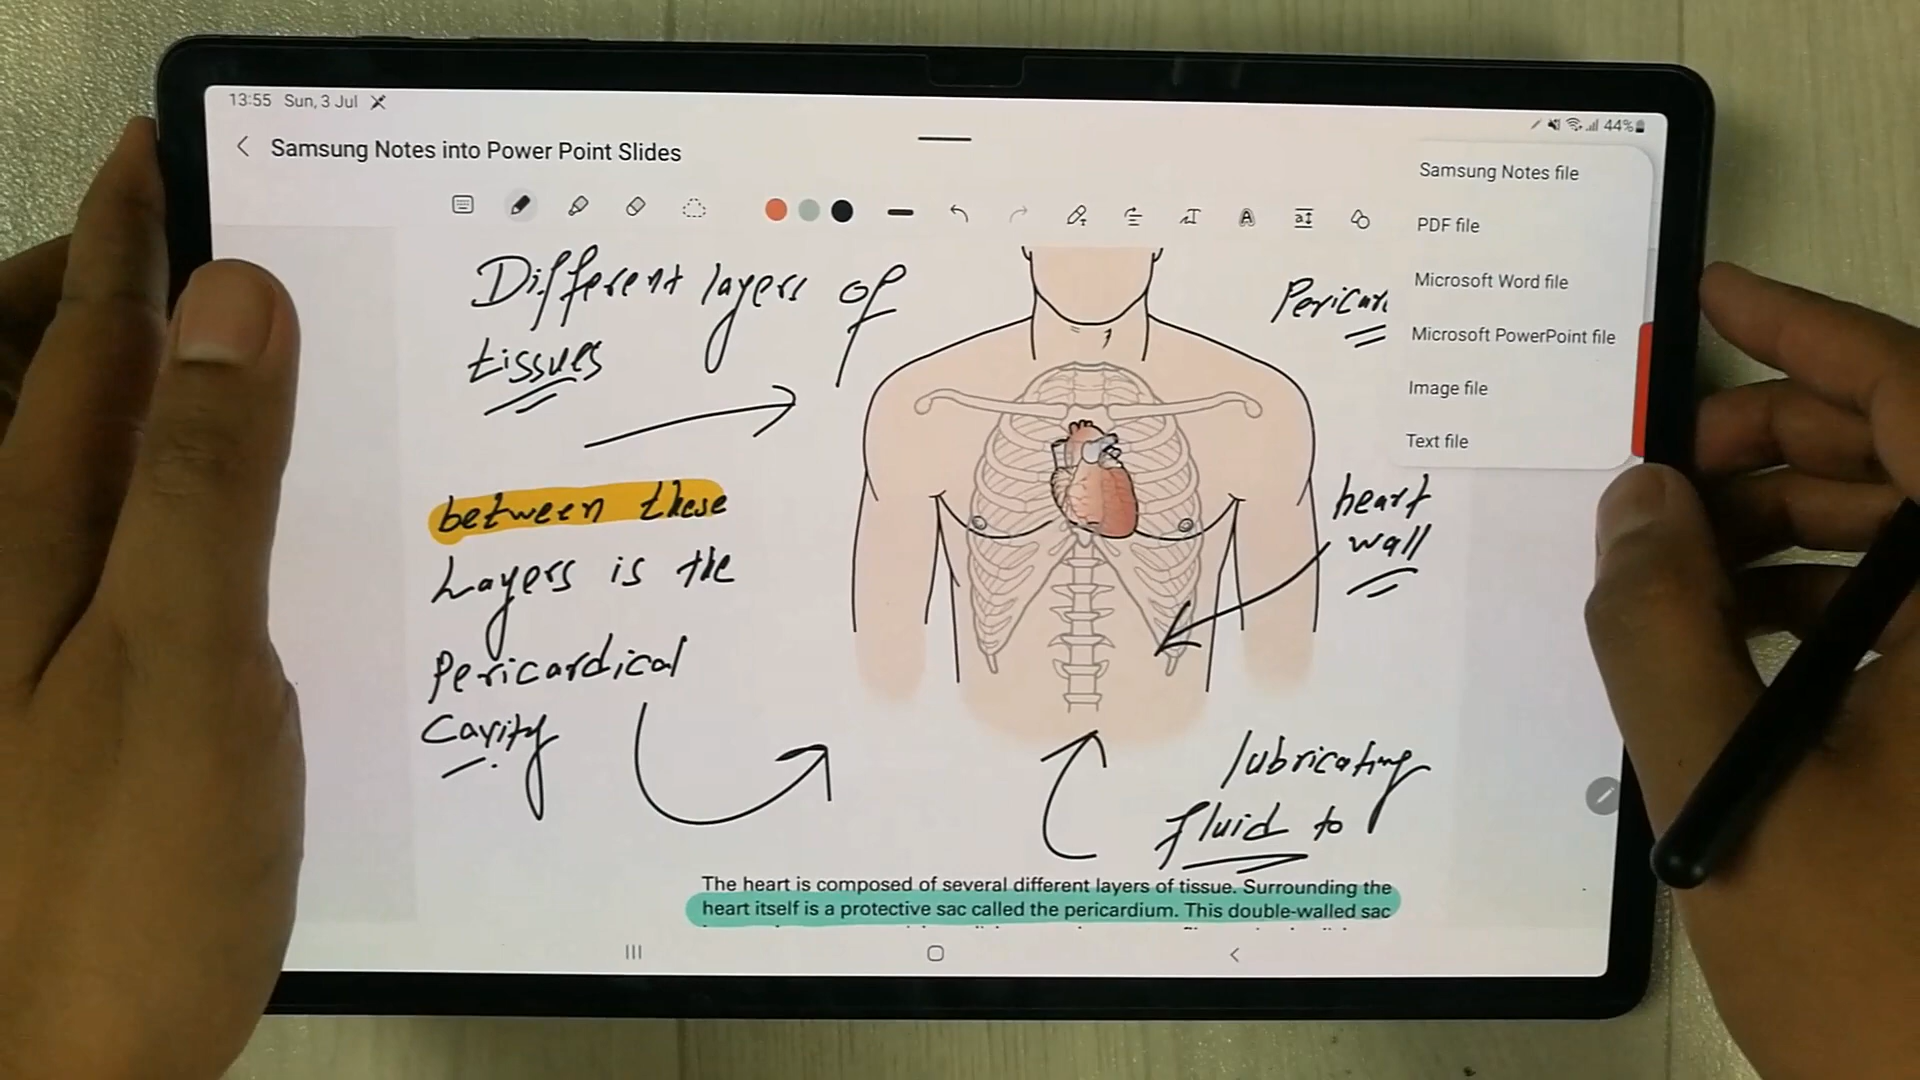 13:55 Sun, 3 Jul
44%
Samsung Notes into Power Point Slides
Samsung Notes file
PDF file
Microsoft Word file
Microsoft PowerPoint file
Image file
Text file
Different layers of
tissues
between these
Layers is the
Pericardical
Cavity
heart
wall
lubricating
fluid to
The heart is composed of several different layers of tissue. Surrounding the
heart itself is a protective sac called the pericardium. This double-walled sac